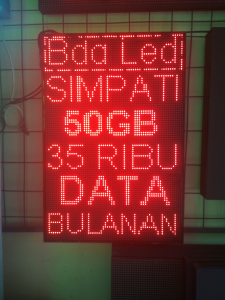 Bda Led
SIMPATI
50GB
35 RIBU
DATA
BULANAN